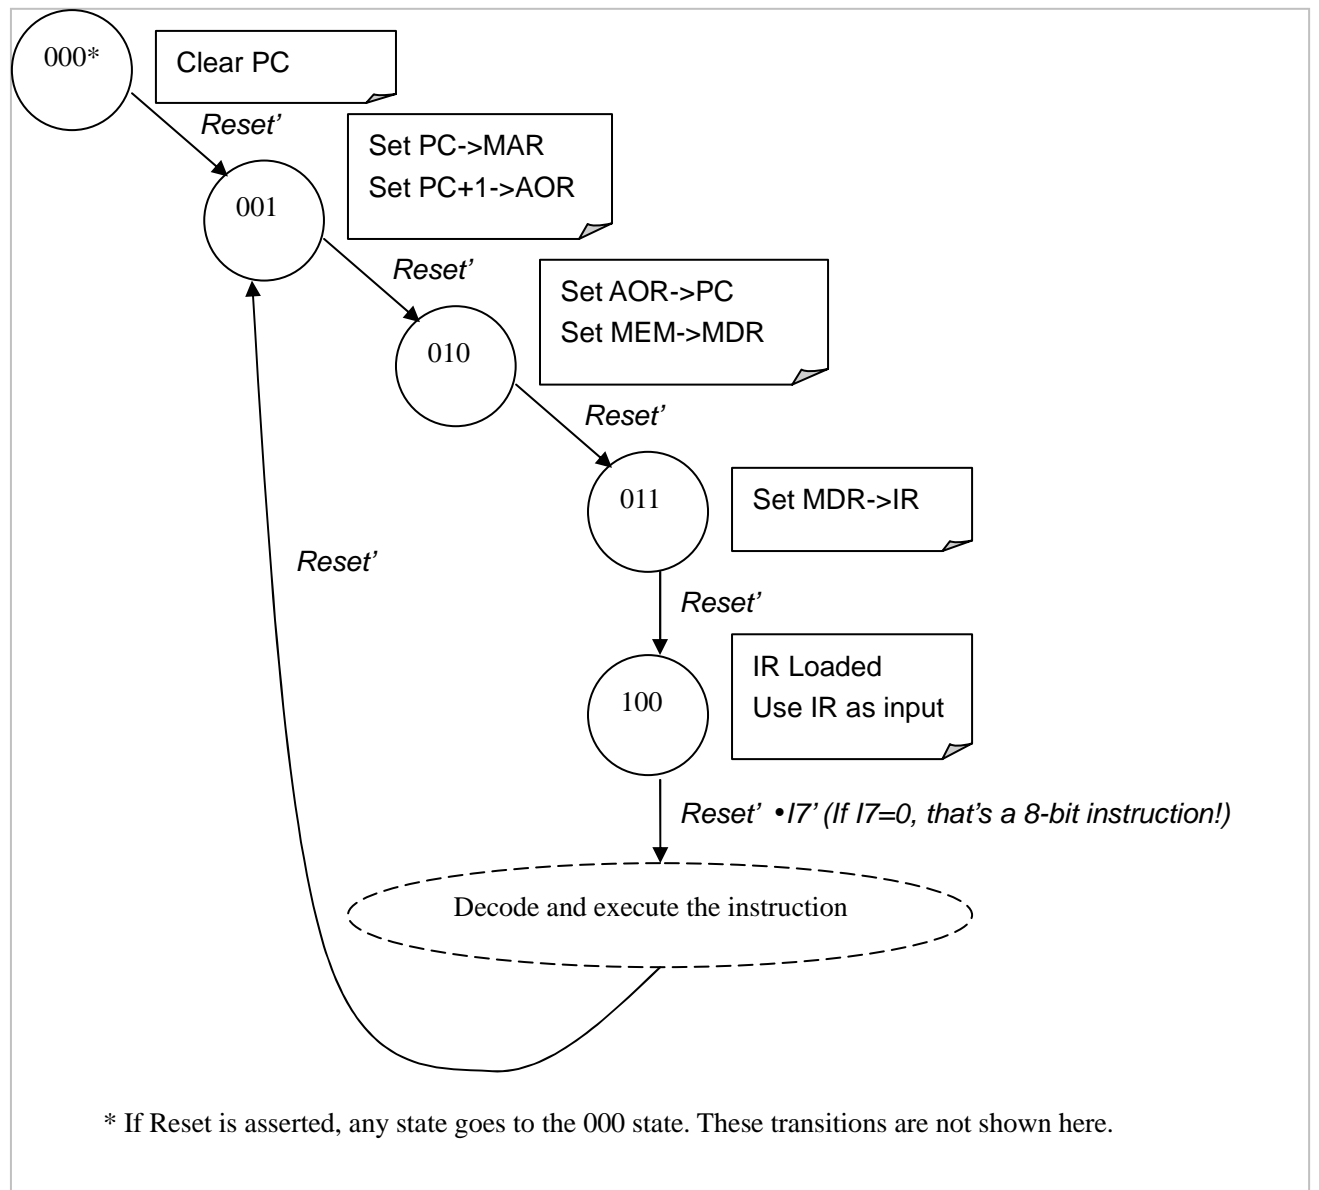 000*
Clear PC
Reset’
Set PC->MAR
Set PC+1->AOR
001
Reset’
Set AOR->PC
Set MEM->MDR
010
Reset’
011
Set MDR->IR
Reset’
Reset’
IR Loaded
Use IR as input
100
Reset’ •I7’ (If I7=0, that’s a 8-bit instruction!)
Decode and execute the instruction
* If Reset is asserted, any state goes to the 000 state. These transitions are not shown here.